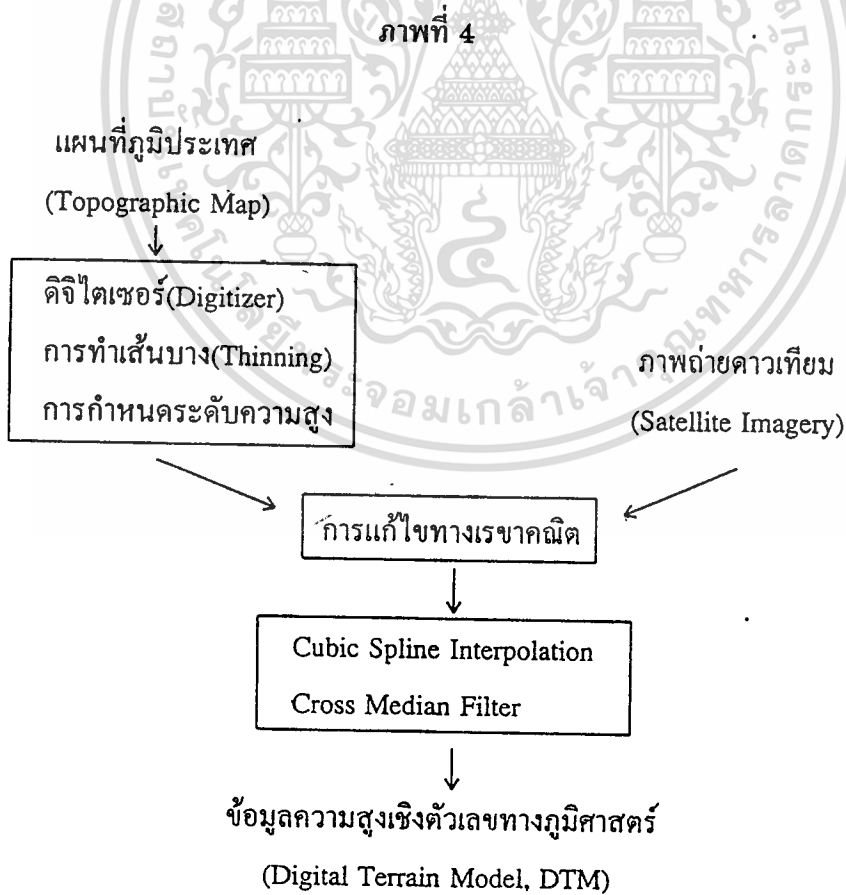 ภาพที่ 4
แผนที่ภูมิประเทศ
(Topographic Map)
ดิจิไตเซอร์(Digitizer)
การทำเส้นบาง(Thinning)
การกำหนดระดับความสูง
ภาพถ่ายดาวเทียม
(Satellite Imagery)
การแก้ไขทางเรขาคณิต
Cubic Spline Interpolation
Cross Median Filter
ข้อมูลความสูงเชิงตัวเลขทางภูมิศาสตร์
(Digital Terrain Model, DTM)